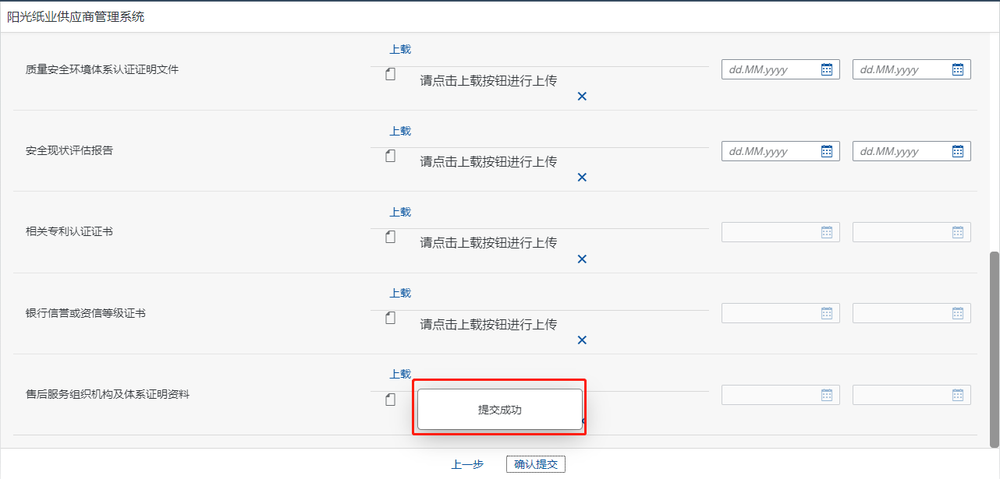 阳光纸业供应商管理系统
上载
质量安全环境体系认证证明文件
请点击上载按钮进行上传
dd.MM.yyyy
dd.MM.yyyy
上载
安全现状评估报告
请点击上载按钮进行上传
dd.MM.yyyy
dd.MM.yyyy
上载
相关专利认证证书
请点击上载按钮进行上传
上载
银行信誉或资信等级证书
请点击上载按钮进行上传
上载
售后服务组织机构及体系证明资料
提交成功
上一步
确认提交